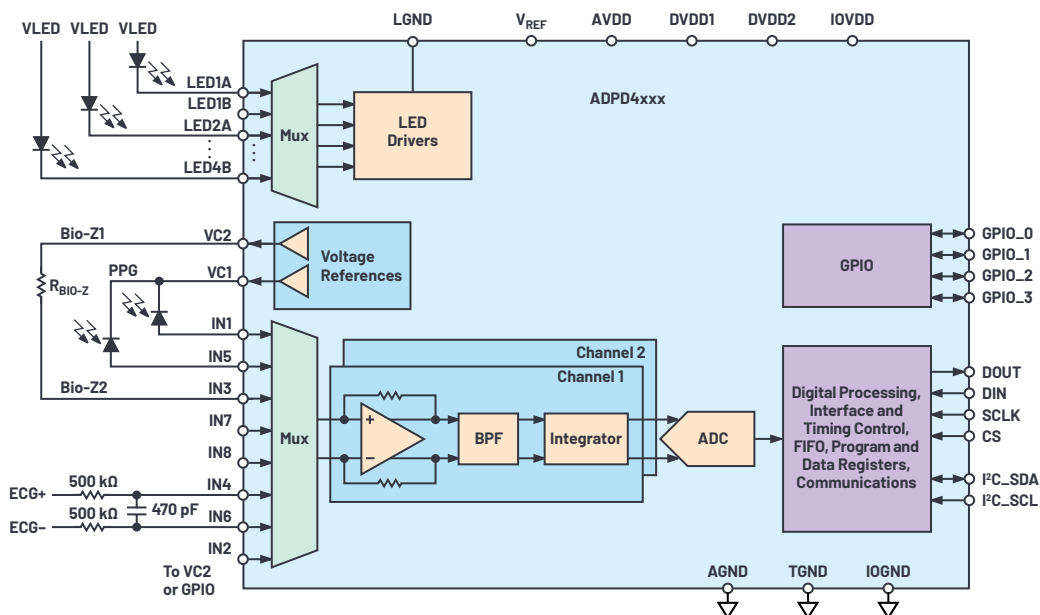 VLED VLED VLED
LGND
VREF
AVDD
DVDD1
DVDD2
IOVDD
ADPD4xxx
LED1A
LED1B
LED2A
LED4B
Mux
LED
Drivers
Bio-Z1
VC2
Voltage
References
RBIO-Z
PPG
VC1
GPIO
GPIO_0
GPIO_1
GPIO_2
GPIO_3
IN1
IN5
Bio-Z2
IN3
IN7
IN8
IN4
IN6
IN2
Mux
Channel 2
Channel 1
+
−
BPF
Integrator
ADC
Digital Processing,
Interface and
Timing Control,
FIFO, Program and
Data Registers,
Communications
DOUT
DIN
SCLK
CS
I²C_SDA
I²C_SCL
ECG+
500 kΩ
470 pF
ECG−
500 kΩ
To VC2
or GPIO
AGND
TGND
IOGND